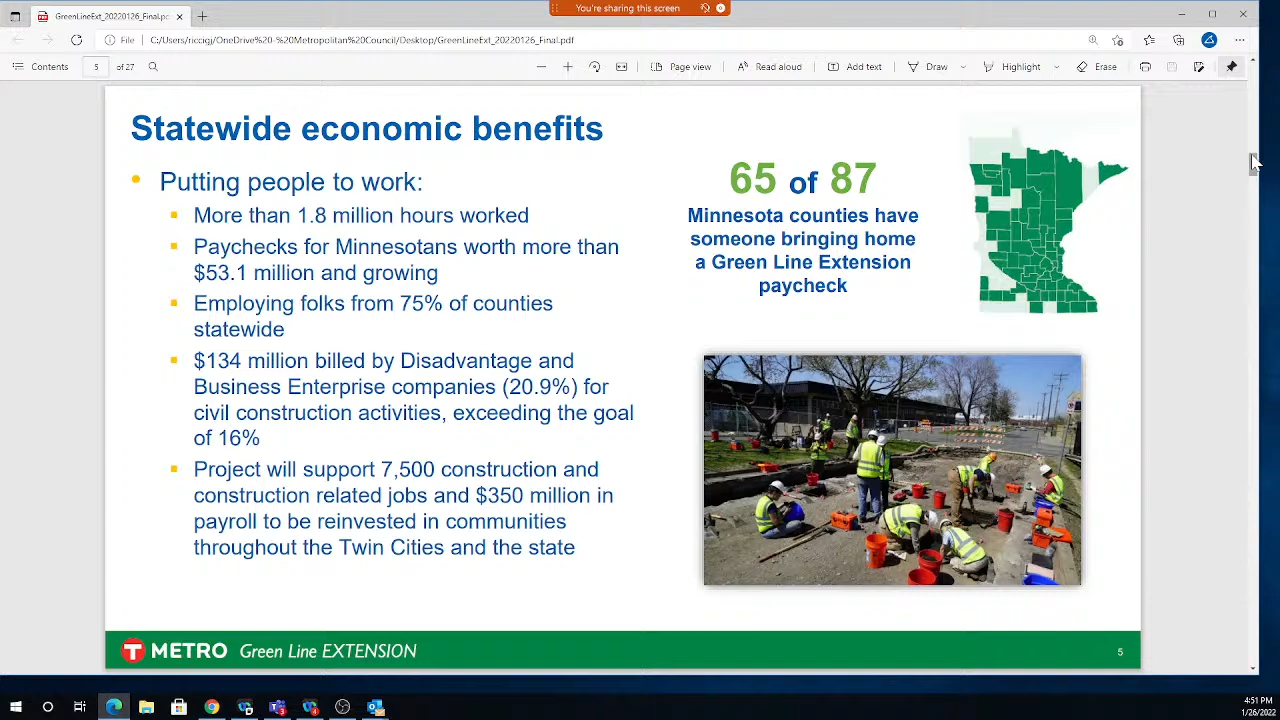 You're sharing this screen
GreenLineExt_20220126_Final.pc
File
C:/Users/riccigj/OneDrive%20-%20Metropolitan%20Council/Desktop/GreenLineExt_20220126_Final.pdf
Contents
5 of 27
Page view
Read aloud
Add text
Draw
Highlight
Erase
Statewide economic benefits
Putting people to work:
More than 1.8 million hours worked
Paychecks for Minnesotans worth more than
$53.1 million and growing
Employing folks from 75% of counties
statewide
$134 million billed by Disadvantage and
Business Enterprise companies (20.9%) for
civil construction activities, exceeding the goal
of 16%
Project will support 7,500 construction and
construction related jobs and $350 million in
payroll to be reinvested in communities
throughout the Twin Cities and the state
65 of 87
Minnesota counties have
someone bringing home
a Green Line Extension
paycheck
T METRO Green Line EXTENSION
5
4:51 PM
1/26/2022